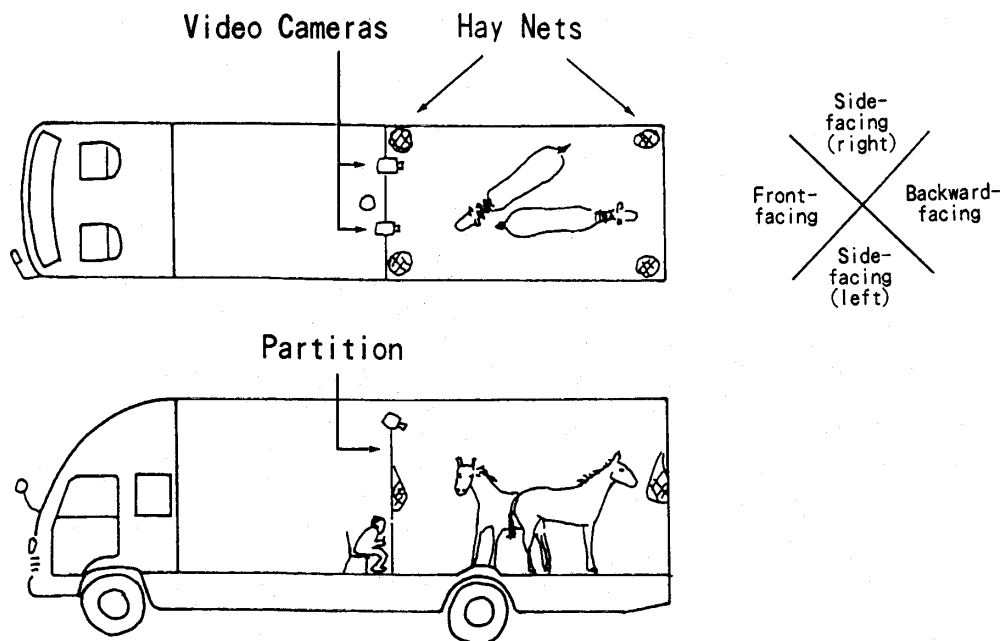 Video Cameras
Hay Nets
Side-
facing
(right)
Front-
facing
Backward-
facing
Side-
facing
(left)
Partition